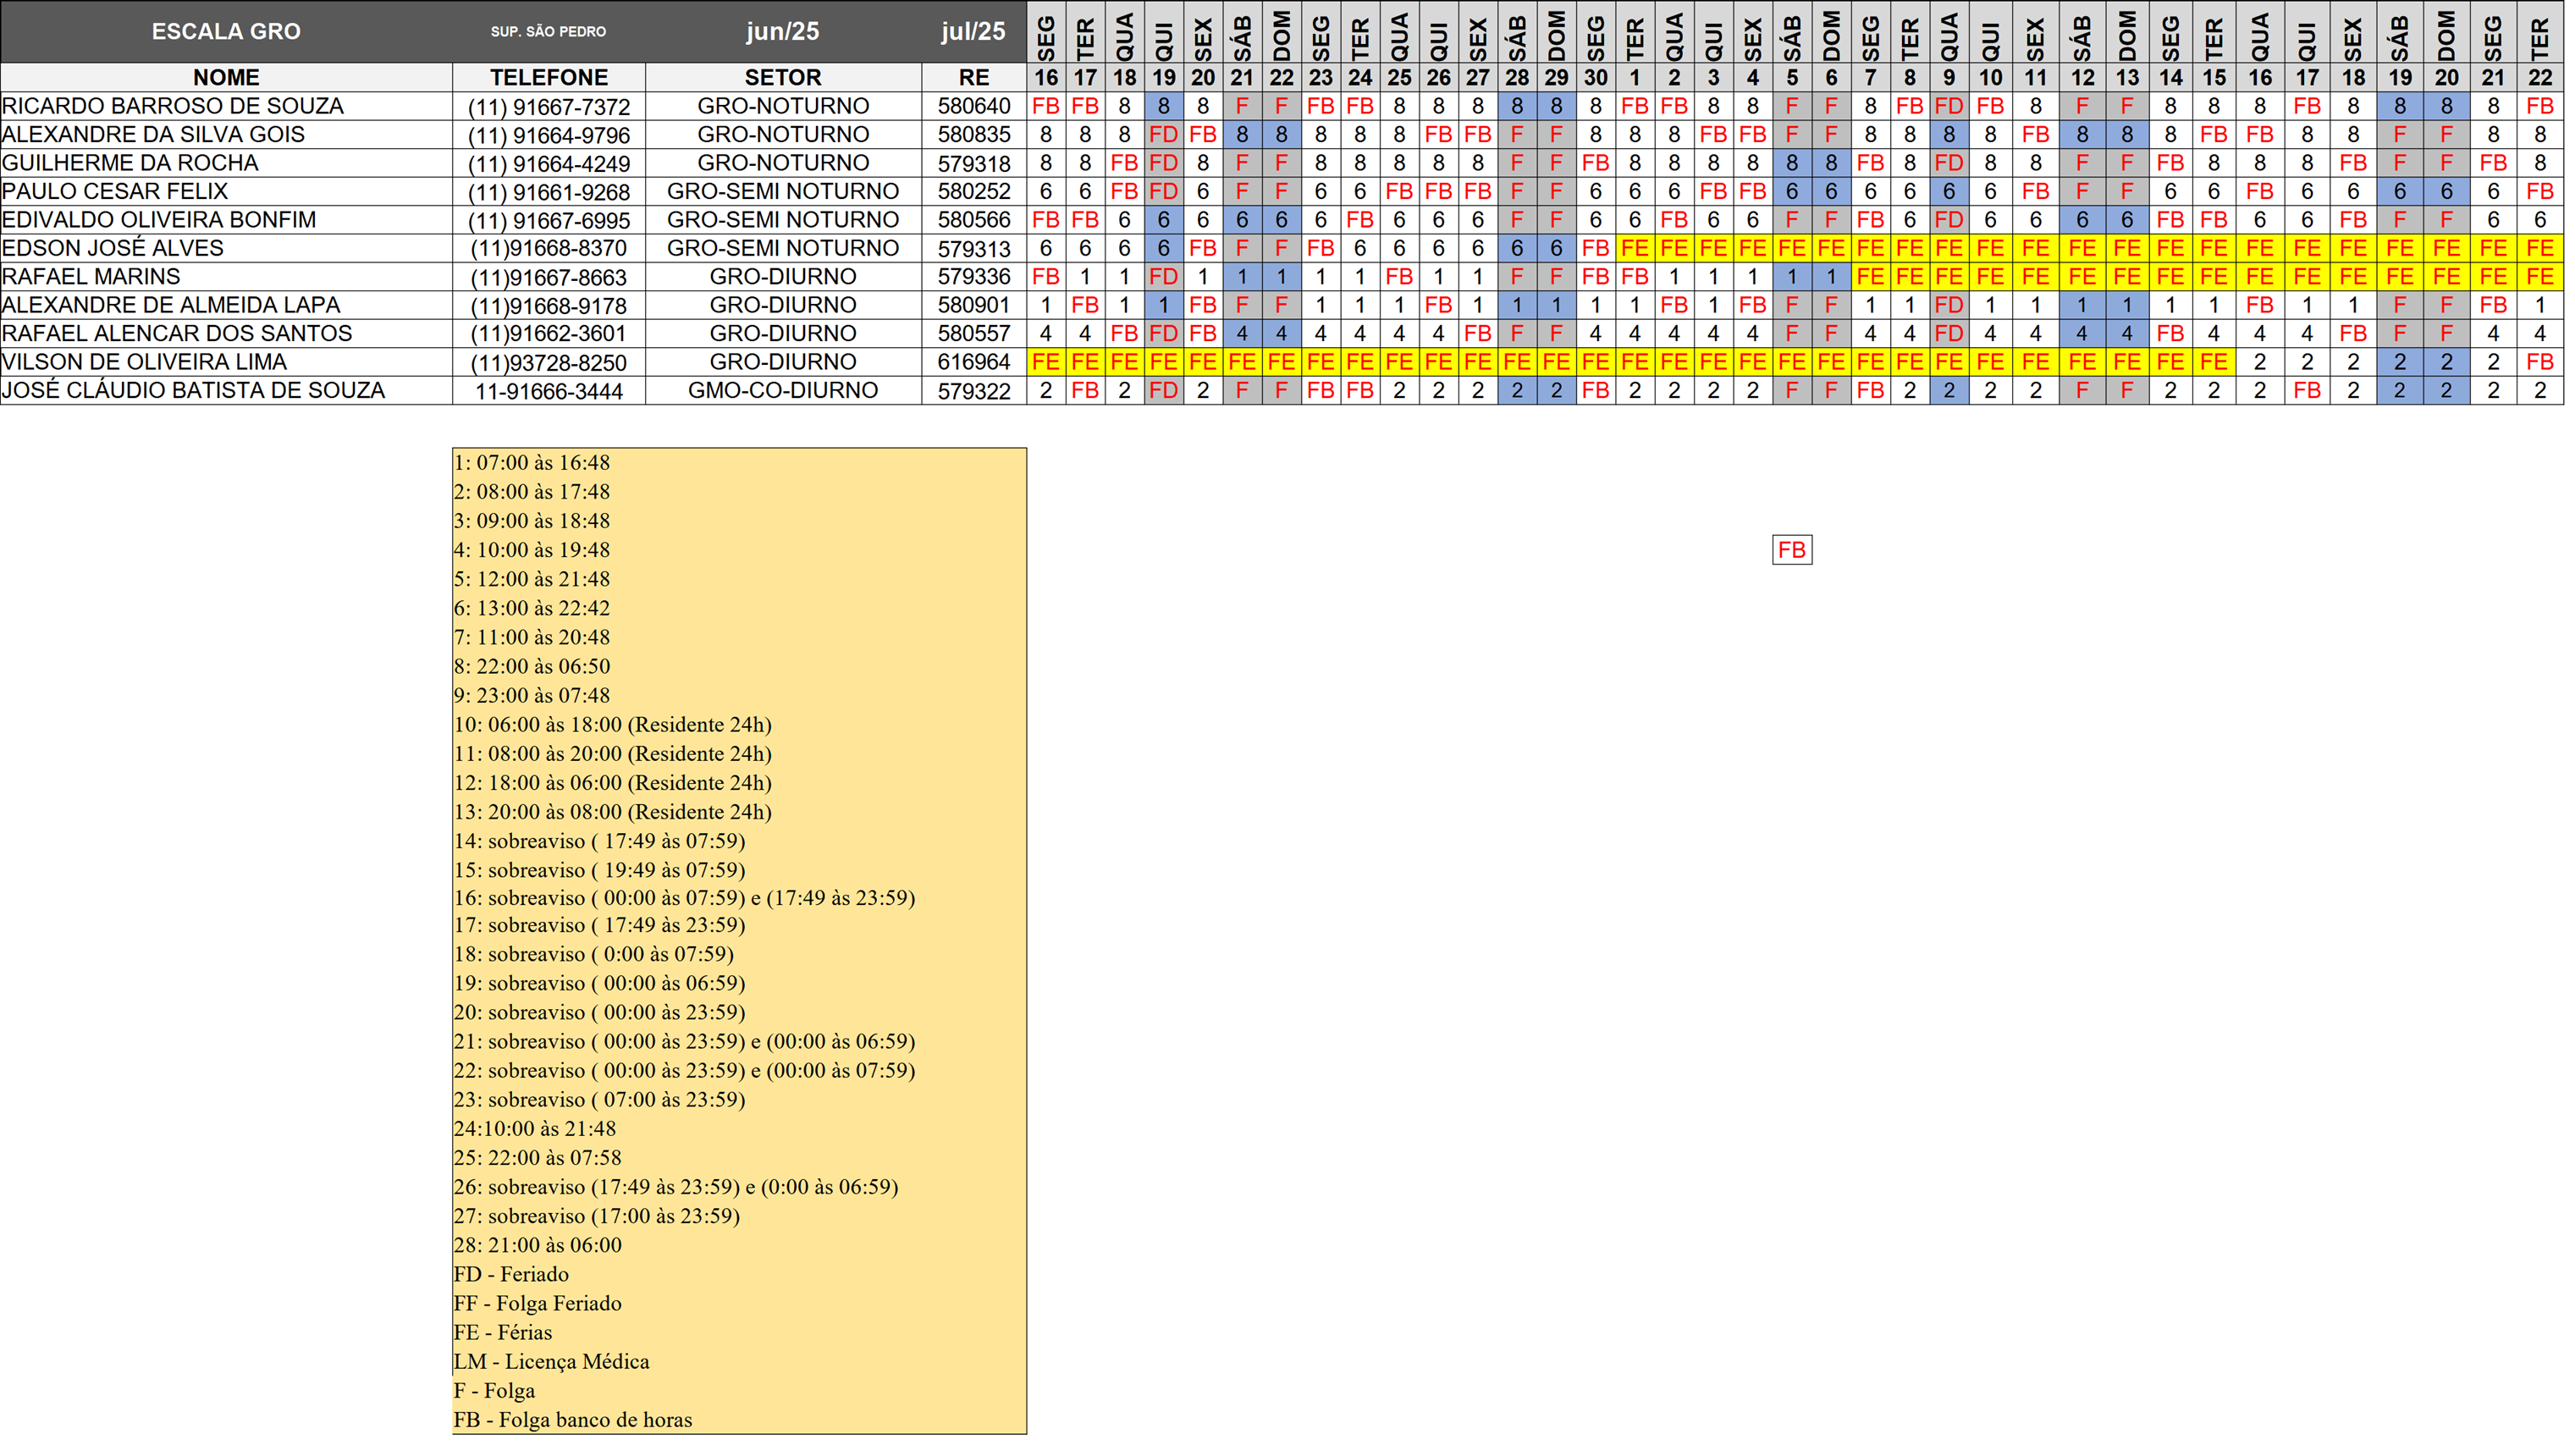 ESCALA GRO SUP. SÃO PEDRO jun/25 jul/25 SEG TER QUA QUI SEX SÁB DOM SEG TER QUA QUI SEX SÁB DOM SEG TER QUA QUI SEX SÁB DOM SEG TER QUA QUI SEX SÁB DOM SEG TER QUA QUI SEX SÁB DOM SEG TER
NOME TELEFONE SETOR RE 16 17 18 19 20 21 22 23 24 25 26 27 28 29 30 1 2 3 4 5 6 7 8 9 10 11 12 13 14 15 16 17 18 19 20 21 22
RICARDO BARROSO DE SOUZA (11) 91667-7372 GRO-NOTURNO 580640 FB FB 8 8 8 F F FB FB 8 8 8 8 8 8 FB FB 8 8 F F 8 FB FD FB 8 F F 8 8 8 FB 8 8 8 8 FB
ALEXANDRE DA SILVA GOIS (11) 91664-9796 GRO-NOTURNO 580835 8 8 8 FD FB 8 8 8 8 8 FB FB F F 8 8 8 FB FB F F 8 8 8 8 FB 8 8 8 FB FB 8 8 F F 8 8
GUILHERME DA ROCHA (11) 91664-4249 GRO-NOTURNO 579318 8 8 FB FD 8 F F 8 8 8 8 8 F F FB 8 8 8 8 8 8 FB 8 FD 8 8 F F FB 8 8 8 FB F F FB 8
PAULO CESAR FELIX (11) 91661-9268 GRO-SEMI NOTURNO 580252 6 6 FB FD 6 F F 6 6 FB FB FB F F 6 6 6 FB FB 6 6 6 6 6 6 FB F F 6 6 FB 6 6 6 6 6 FB
EDIVALDO OLIVEIRA BONFIM (11) 91667-6995 GRO-SEMI NOTURNO 580566 FB FB 6 6 6 6 6 6 FB 6 6 6 F F 6 6 FB 6 6 F F FB 6 FD 6 6 6 6 FB FB 6 6 FB F F 6 6
EDSON JOSÉ ALVES (11)91668-8370 GRO-SEMI NOTURNO 579313 6 6 6 6 FB F F FB 6 6 6 6 6 6 FB FE FE FE FE FE FE FE FE FE FE FE FE FE FE FE FE FE FE FE FE FE FE
RAFAEL MARINS (11)91667-8663 GRO-DIURNO 579336 FB 1 1 FD 1 1 1 1 1 FB 1 1 F F FB FB 1 1 1 1 1 FE FE FE FE FE FE FE FE FE FE FE FE FE FE FE FE
ALEXANDRE DE ALMEIDA LAPA (11)91668-9178 GRO-DIURNO 580901 1 FB 1 1 FB F F 1 1 1 FB 1 1 1 1 1 FB 1 FB F F 1 1 FD 1 1 1 1 1 1 FB 1 1 F F FB 1
RAFAEL ALENCAR DOS SANTOS (11)91662-3601 GRO-DIURNO 580557 4 4 FB FD FB 4 4 4 4 4 4 FB F F 4 4 4 4 4 F F 4 4 FD 4 4 4 4 FB 4 4 4 FB F F 4 4
VILSON DE OLIVEIRA LIMA (11)93728-8250 GRO-DIURNO 616964 FE FE FE FE FE FE FE FE FE FE FE FE FE FE FE FE FE FE FE FE FE FE FE FE FE FE FE FE FE FE 2 2 2 2 2 2 FB
JOSÉ CLÁUDIO BATISTA DE SOUZA 11-91666-3444 GMO-CO-DIURNO 579322 2 FB 2 FD 2 F F FB FB 2 2 2 2 2 FB 2 2 2 2 F F FB 2 2 2 2 F F 2 2 2 FB 2 2 2 2 2
1: 07:00 às 16:48
2: 08:00 às 17:48
3: 09:00 às 18:48
4: 10:00 às 19:48
FB
5: 12:00 às 21:48
6: 13:00 às 22:42
7: 11:00 às 20:48
8: 22:00 às 06:50
9: 23:00 às 07:48
10: 06:00 às 18:00 (Residente 24h)
11: 08:00 às 20:00 (Residente 24h)
12: 18:00 às 06:00 (Residente 24h)
13: 20:00 às 08:00 (Residente 24h)
14: sobreaviso ( 17:49 às 07:59)
15: sobreaviso ( 19:49 às 07:59)
16: sobreaviso ( 00:00 às 07:59) e (17:49 às 23:59)
17: sobreaviso ( 17:49 às 23:59)
18: sobreaviso ( 0:00 às 07:59)
19: sobreaviso ( 00:00 às 06:59)
20: sobreaviso ( 00:00 às 23:59)
21: sobreaviso ( 00:00 às 23:59) e (00:00 às 06:59)
22: sobreaviso ( 00:00 às 23:59) e (00:00 às 07:59)
23: sobreaviso ( 07:00 às 23:59)
24:10:00 às 21:48
25: 22:00 às 07:58
26: sobreaviso (17:49 às 23:59) e (0:00 às 06:59)
27: sobreaviso (17:00 às 23:59)
28: 21:00 às 06:00
FD - Feriado
FF - Folga Feriado
FE - Férias
LM - Licença Médica
F - Folga
FB - Folga banco de horas